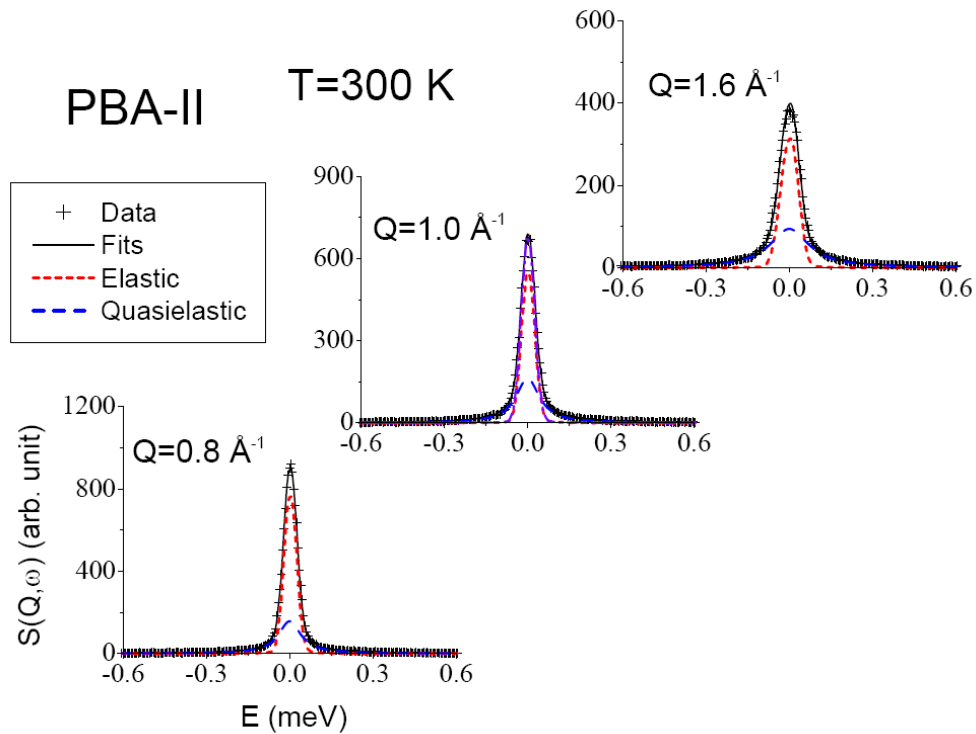 PBA-II
T=300 K
Data
Fits
Elastic
Quasielastic
600
400
200
0
Q=1.6 Å⁻¹
-0.6 -0.3 0.0 0.3 0.6
900
600
300
0
Q=1.0 Å⁻¹
-0.6 -0.3 0.0 0.3 0.6
1200
800
400
0
Q=0.8 Å⁻¹
-0.6 -0.3 0.0 0.3 0.6
S(Q,ω) (arb. unit)
E (meV)